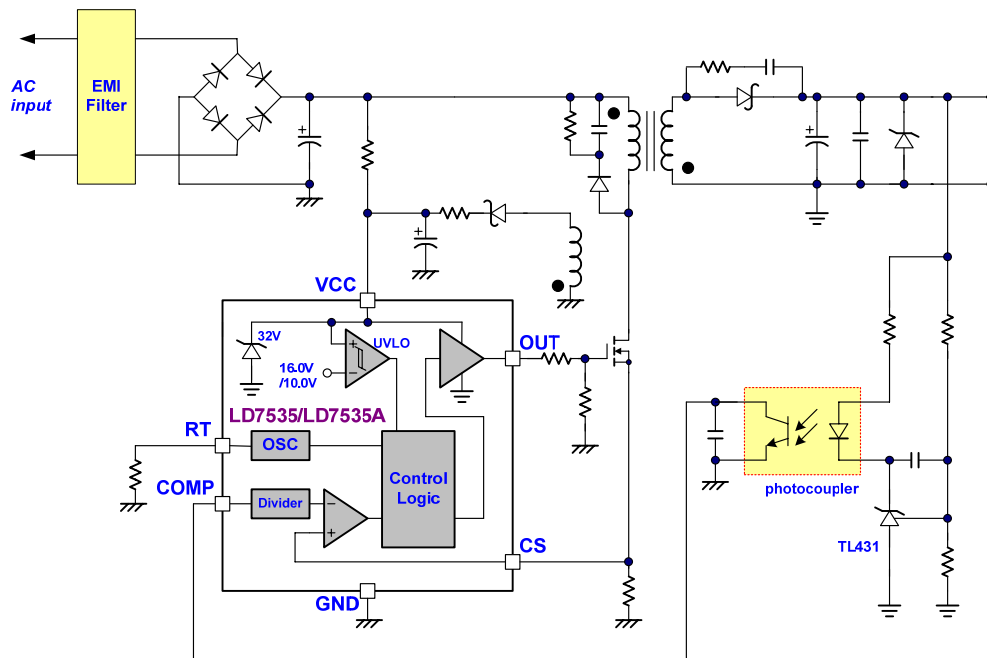 AC
input
EMI
Filter
VCC
32V
UVLO
16.0V
/10.0V
OUT
LD7535/LD7535A
RT
OSC
COMP
Divider
Control
Logic
CS
GND
photocoupler
TL431